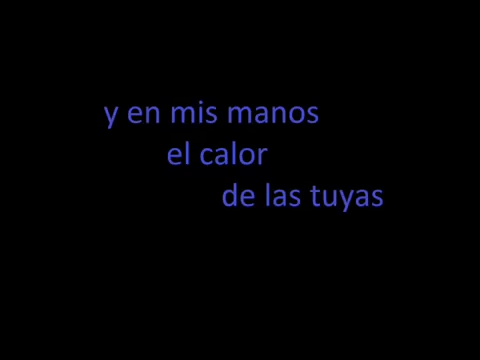 y en mis manos
el calor
de las tuyas